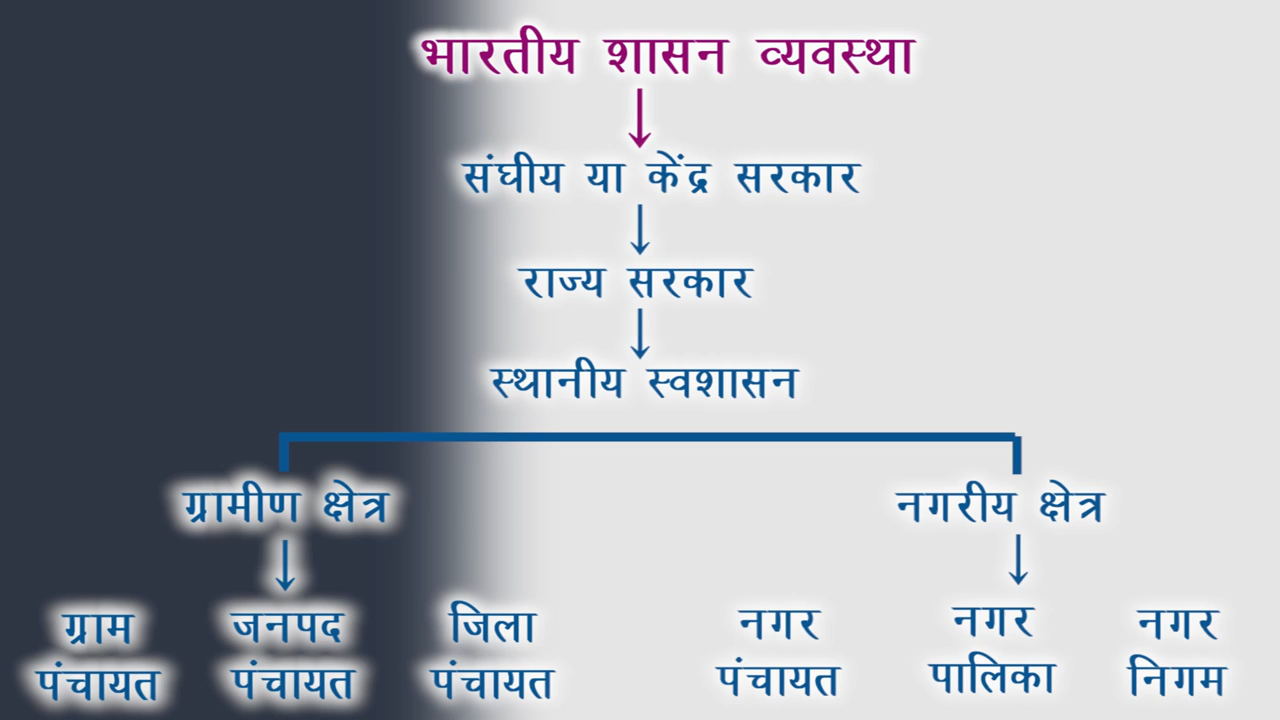 भारतीय शासन व्यवस्था
संघीय या केंद्र सरकार
राज्य सरकार
स्थानीय स्वशासन
ग्रामीण क्षेत्र
नगरीय क्षेत्र
ग्राम
पंचायत
जनपद
पंचायत
जिला
पंचायत
नगर
पंचायत
नगर
पालिका
नगर
निगम